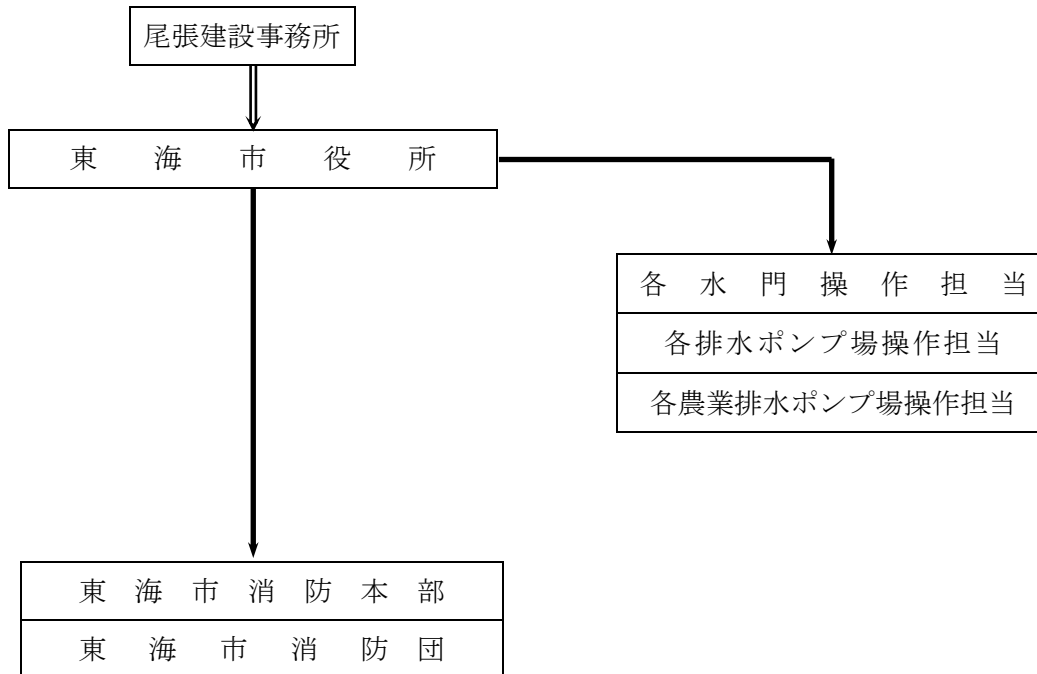 尾張建設事務所
東海市役所
各水門操作担当
各排水ポンプ場操作担当
各農業排水ポンプ場操作担当
東海市消防本部
東海市消防団